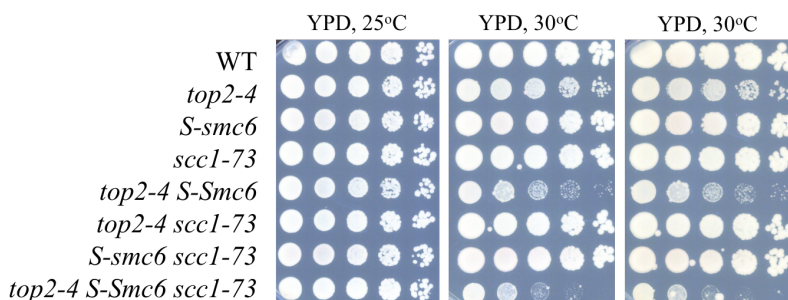 YPD, 25°C YPD, 30°C YPD, 30°C
WT
top2-4
S-smc6
scc1-73
top2-4 S-Smc6
top2-4 scc1-73
S-smc6 scc1-73
top2-4 S-Smc6 scc1-73